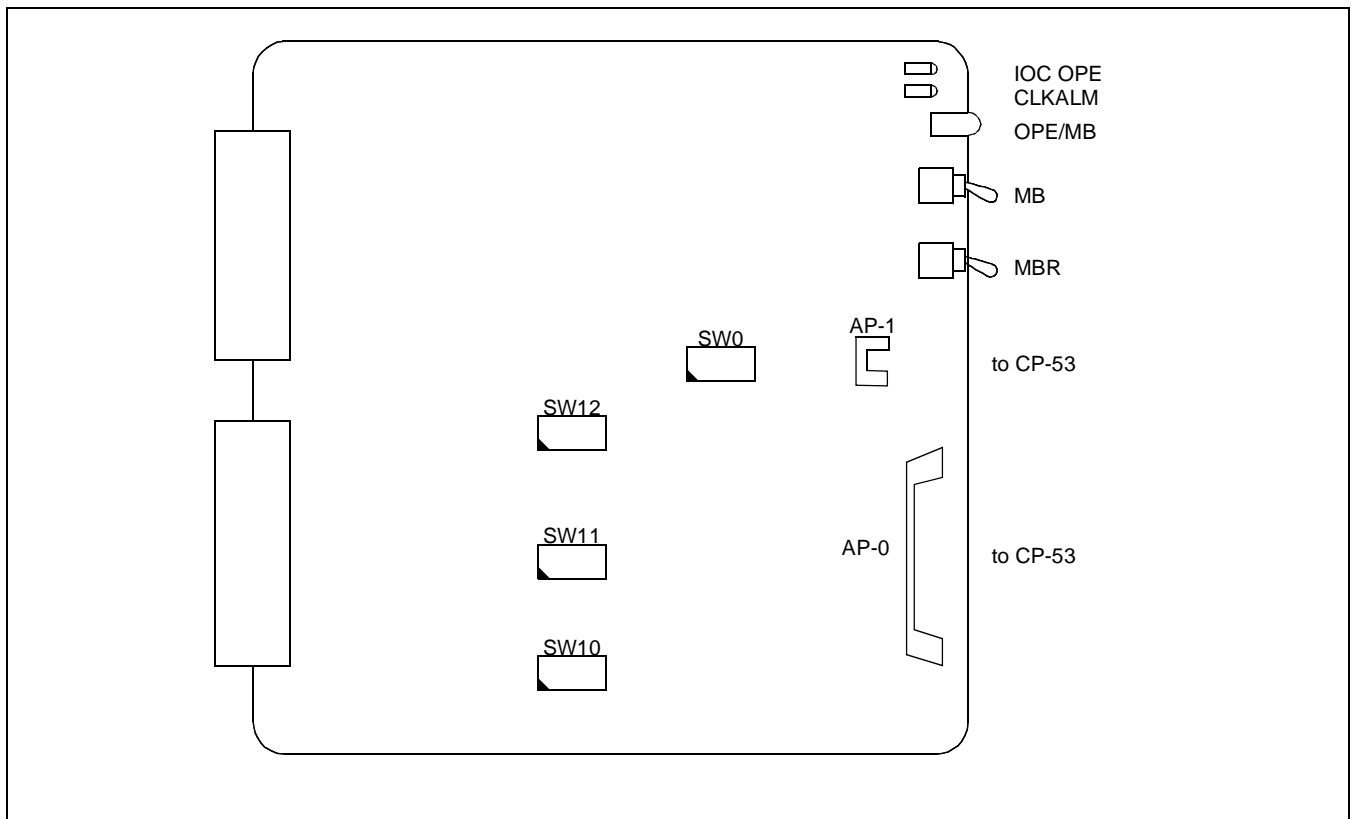 IOC OPE
CLKALM
OPE/MB
MB
MBR
AP-1
SW0
to CP-53
SW12
SW11
AP-0
to CP-53
SW10